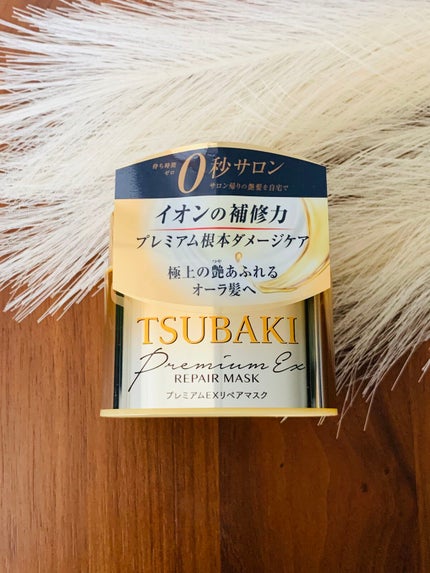 待ち時間
ゼロ
0秒サロン
サロン帰りの艶髪を自宅で
イオンの補修力
プレミアム根本ダメージケア
つや
極上の艶あふれる
オーラ髪へ
TSUBAKI
Premium Ex
REPAIR MASK
プレミアムEXリペアマスク